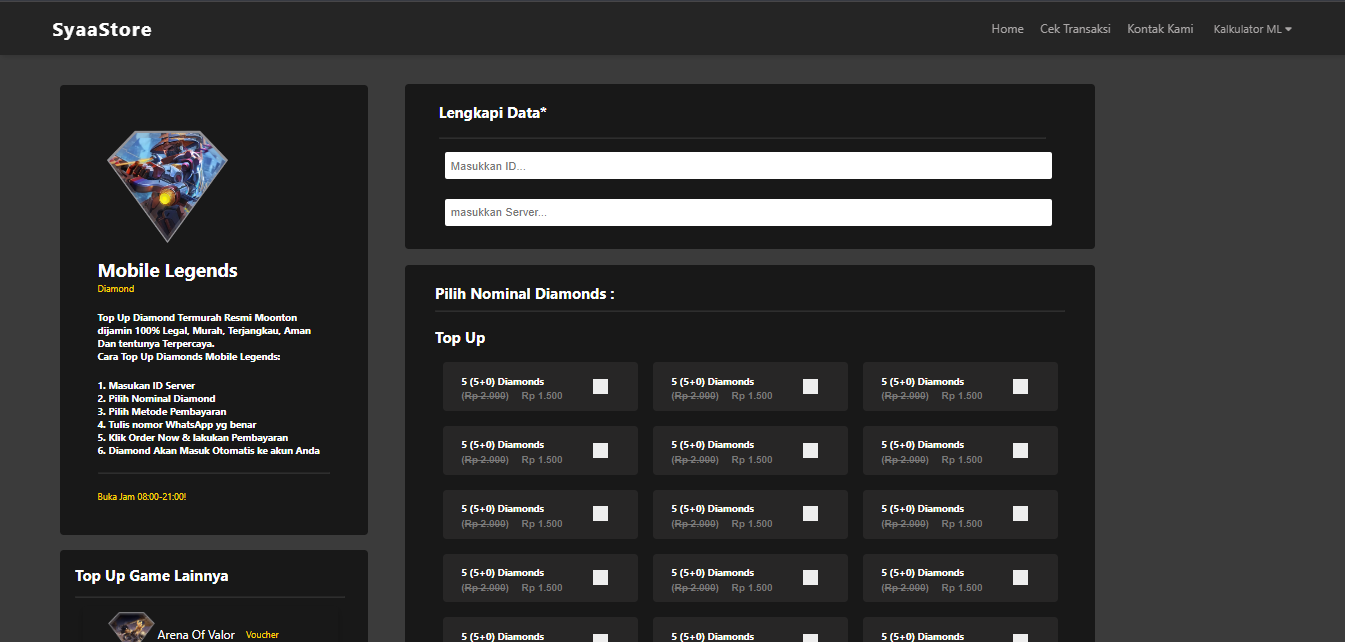 SyaaStore
Home Cek Transaksi Kontak Kami Kalkulator ML
Mobile Legends
Diamond
Top Up Diamond Termurah Resmi Moonton
dijamin 100% Legal, Murah, Terjangkau, Aman
Dan tentunya Terpercaya.
Cara Top Up Diamonds Mobile Legends:
1. Masukan ID Server
2. Pilih Nominal Diamond
3. Pilih Metode Pembayaran
4. Tulis nomor WhatsApp yg benar
5. Klik Order Now & lakukan Pembayaran
6. Diamond Akan Masuk Otomatis ke akun Anda
Buka Jam 08:00-21:00!
Top Up Game Lainnya
Arena Of Valor Voucher
Lengkapi Data*
Masukkan ID...
masukkan Server...
Pilih Nominal Diamonds :
Top Up
5 (5+0) Diamonds 5 (5+0) Diamonds 5 (5+0) Diamonds
(Rp 2.000) Rp 1.500 (Rp 2.000) Rp 1.500 (Rp 2.000) Rp 1.500
5 (5+0) Diamonds 5 (5+0) Diamonds 5 (5+0) Diamonds
(Rp 2.000) Rp 1.500 (Rp 2.000) Rp 1.500 (Rp 2.000) Rp 1.500
5 (5+0) Diamonds 5 (5+0) Diamonds 5 (5+0) Diamonds
(Rp 2.000) Rp 1.500 (Rp 2.000) Rp 1.500 (Rp 2.000) Rp 1.500
5 (5+0) Diamonds 5 (5+0) Diamonds 5 (5+0) Diamonds
(Rp 2.000) Rp 1.500 (Rp 2.000) Rp 1.500 (Rp 2.000) Rp 1.500
5 (5+0) Diamonds 5 (5+0) Diamonds 5 (5+0) Diamonds